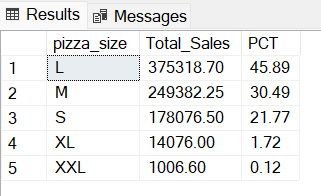 Results Messages
pizza_size Total_Sales PCT
1 L 375318.70 45.89
2 M 249382.25 30.49
3 S 178076.50 21.77
4 XL 14076.00 1.72
5 XXL 1006.60 0.12